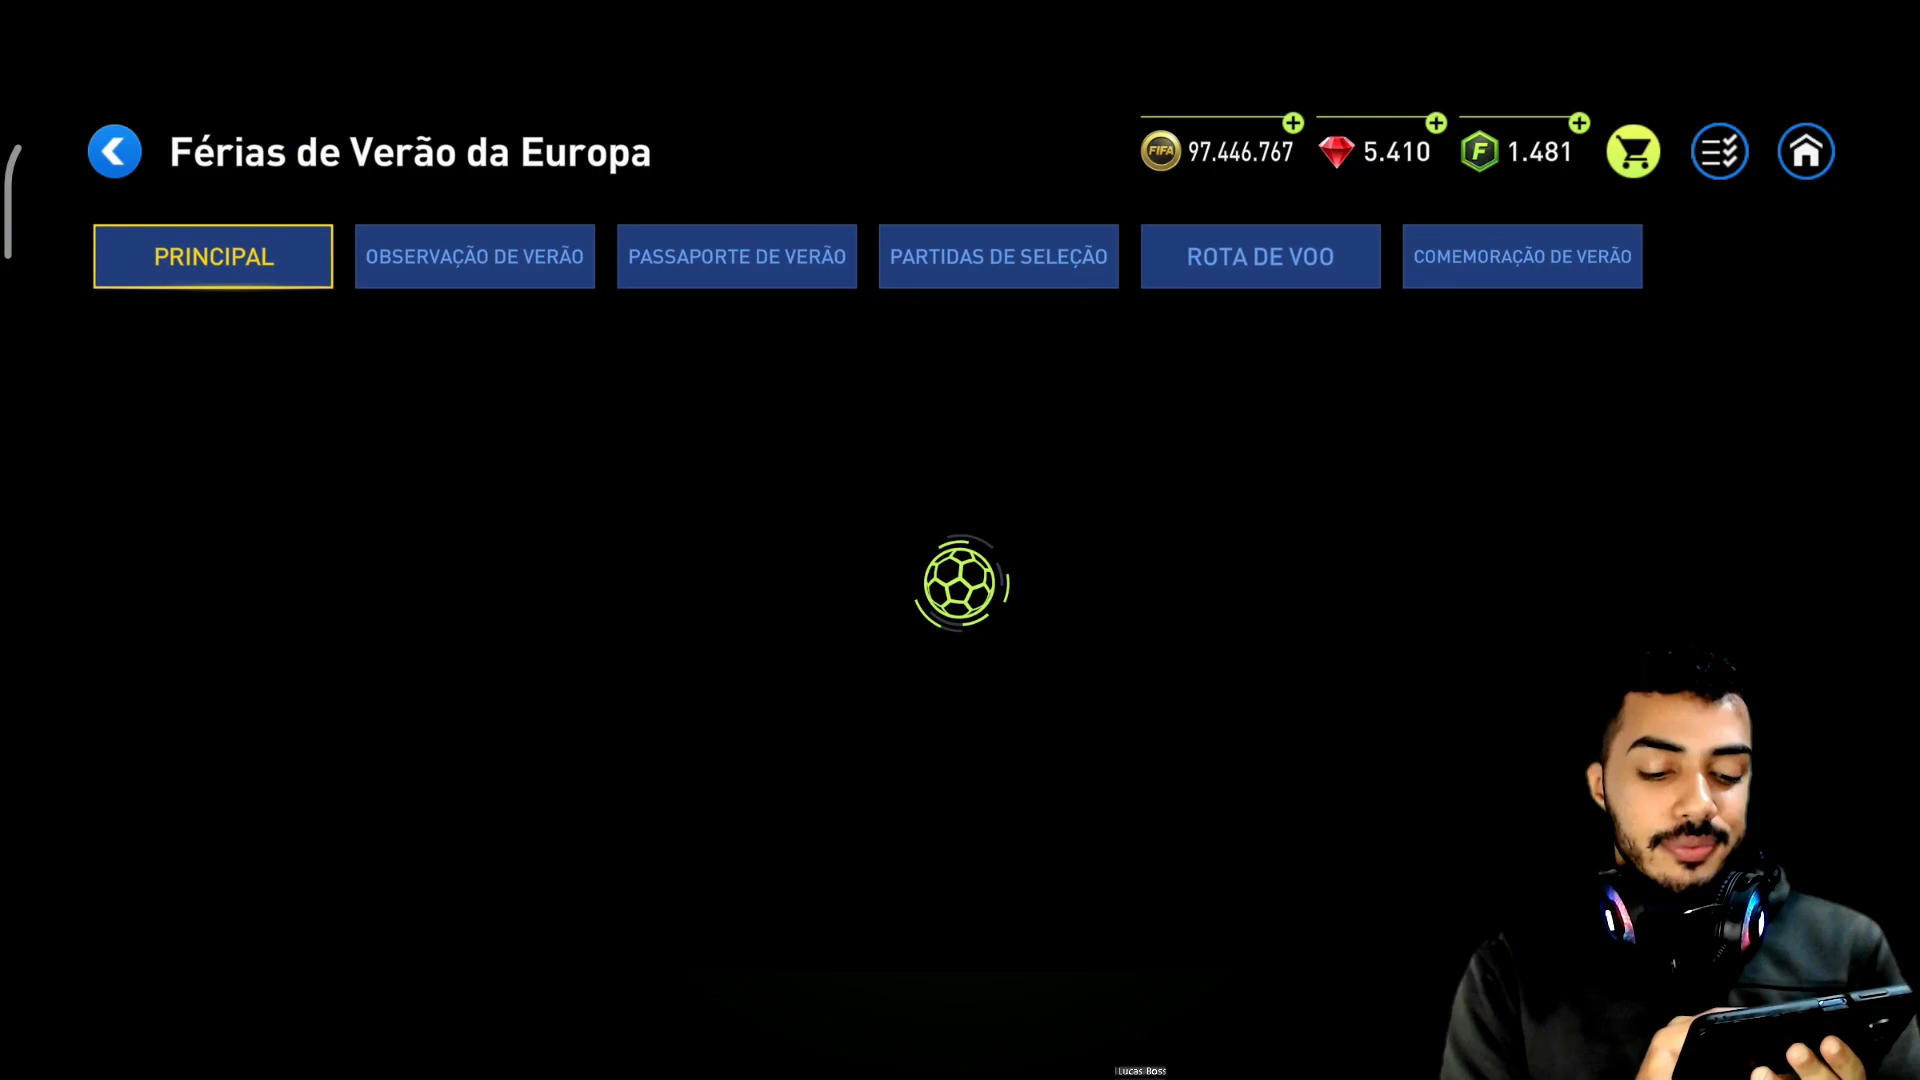 Férias de Verão da Europa
FIFA 97.446.767 5.410 F 1.481
PRINCIPAL
OBSERVAÇÃO DE VERÃO
PASSAPORTE DE VERÃO
PARTIDAS DE SELEÇÃO
ROTA DE VOO
COMEMORAÇÃO DE VERÃO
Lucas Boss